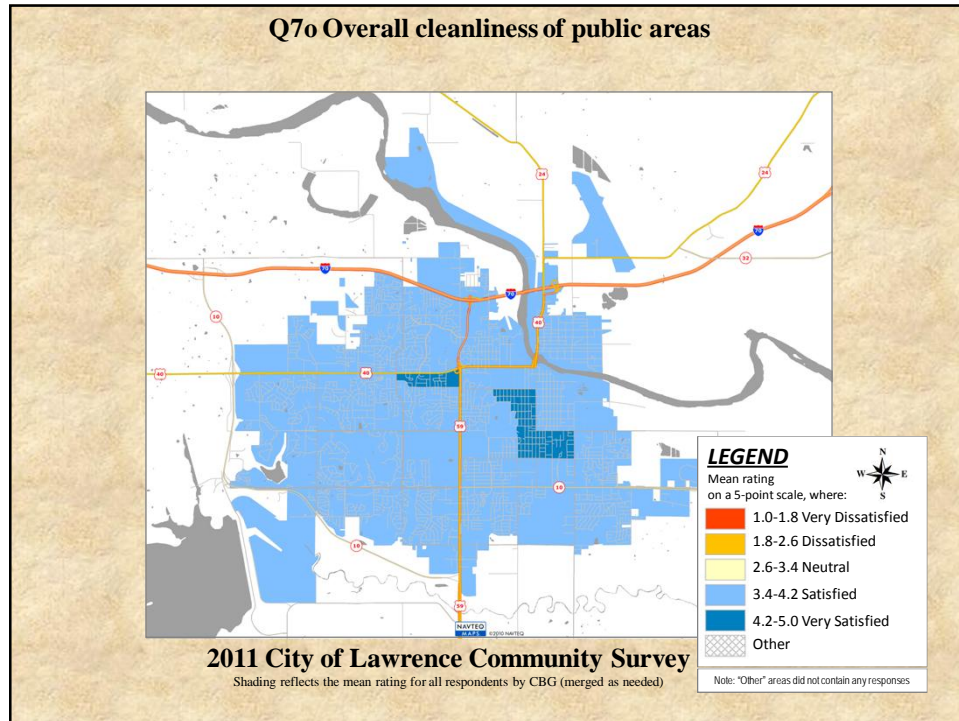 Q7o Overall cleanliness of public areas
24
24
70
70
32
70
10
40
40
40
59
10
10
59
NAVTEQ
MAPS
©2010 NAVTEQ
LEGEND
Mean rating
on a 5-point scale, where:
N
W E
S
1.0-1.8 Very Dissatisfied
1.8-2.6 Dissatisfied
2.6-3.4 Neutral
3.4-4.2 Satisfied
4.2-5.0 Very Satisfied
Other
Note: "Other" areas did not contain any responses
2011 City of Lawrence Community Survey
Shading reflects the mean rating for all respondents by CBG (merged as needed)